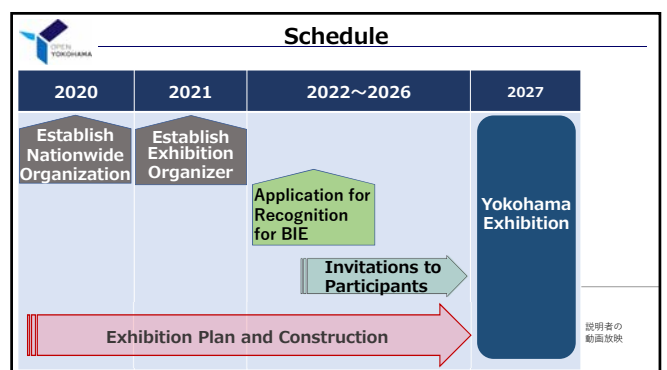 OPEN
YOKOHAMA
Schedule
2020
2021
2022～2026
2027
Establish
Nationwide
Organization
Establish
Exhibition
Organizer
Application for
Recognition
for BIE
Yokohama
Exhibition
Invitations to
Participants
Exhibition Plan and Construction
説明者の
動画放映